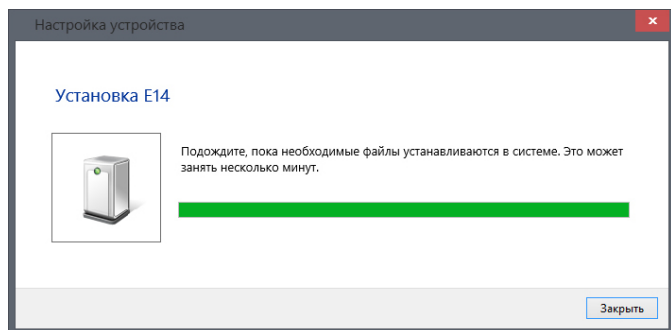 Настройка устройства
Установка E14
Подождите, пока необходимые файлы устанавливаются в системе. Это может
занять несколько минут.
Закрыть